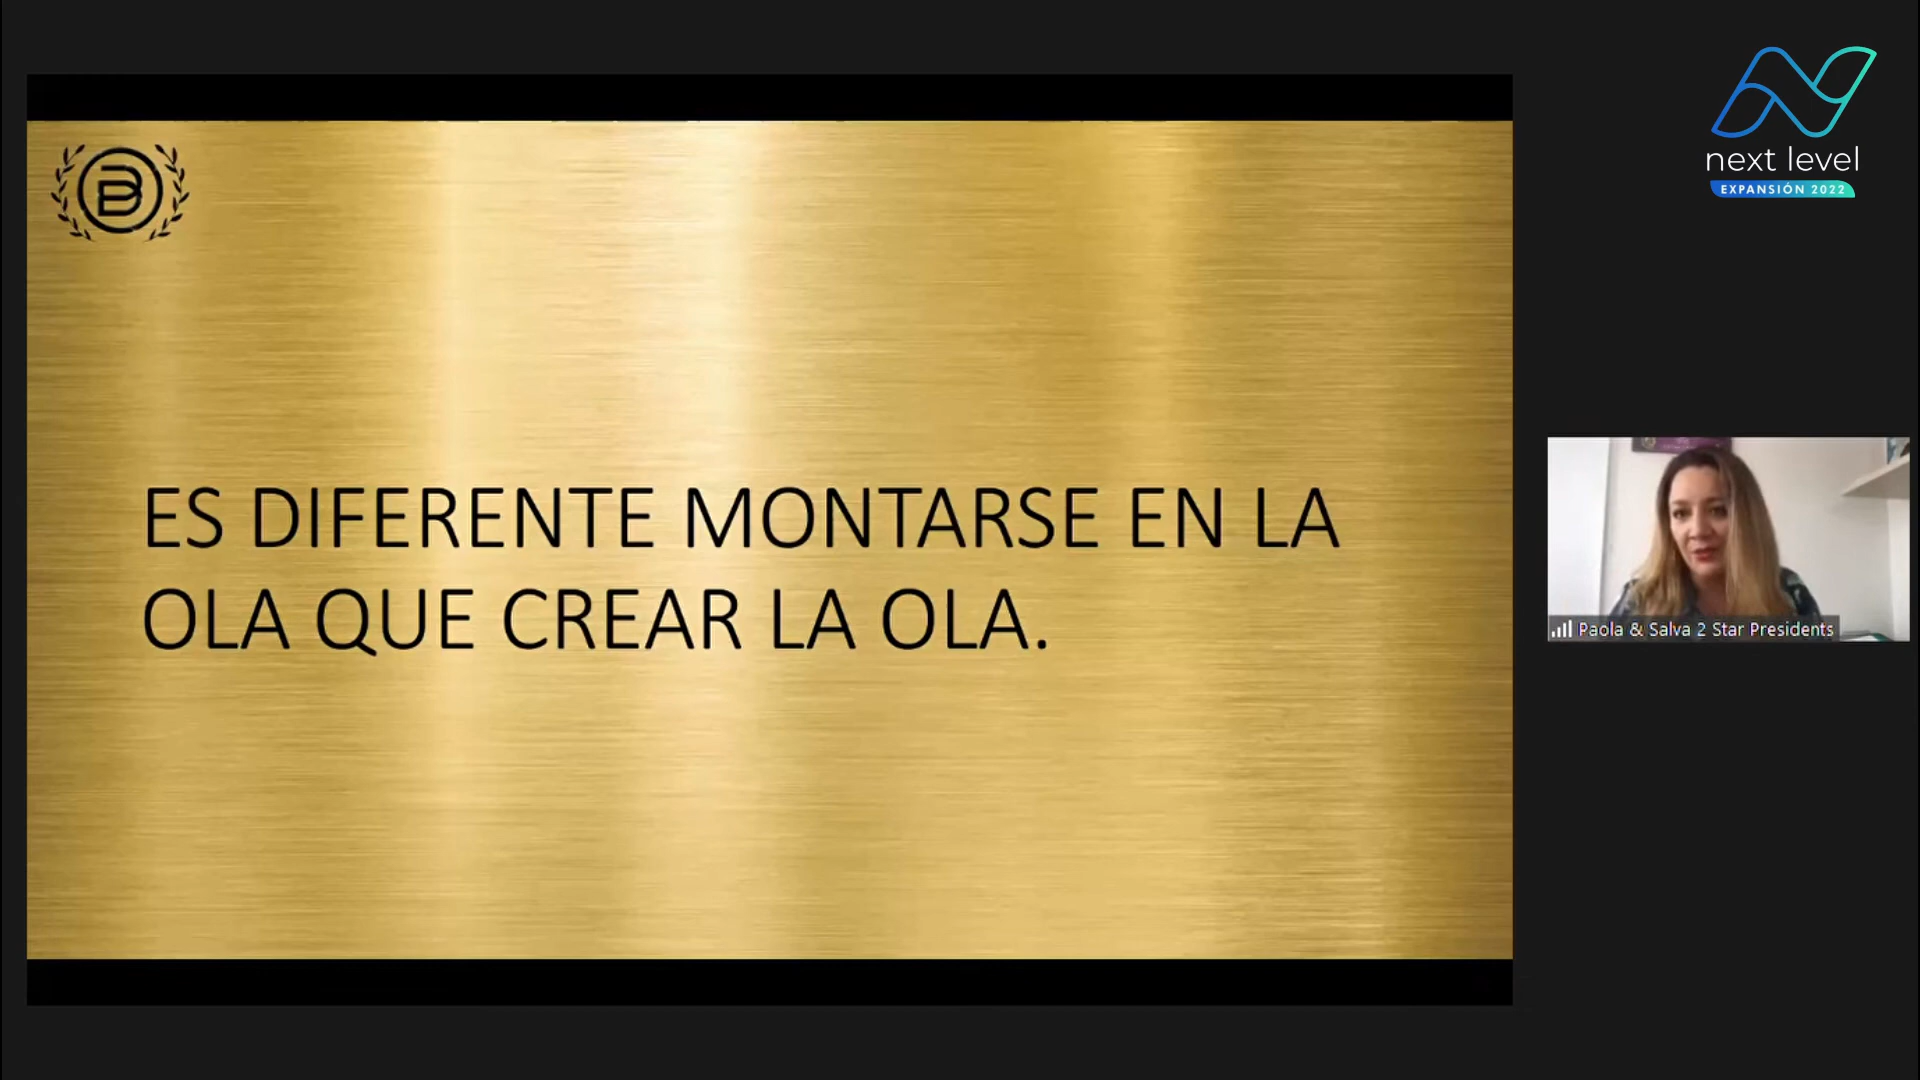 next level
EXPANSIÓN 2022
B
ES DIFERENTE MONTARSE EN LA
OLA QUE CREAR LA OLA.
Paola & Salva 2 Star Presidents